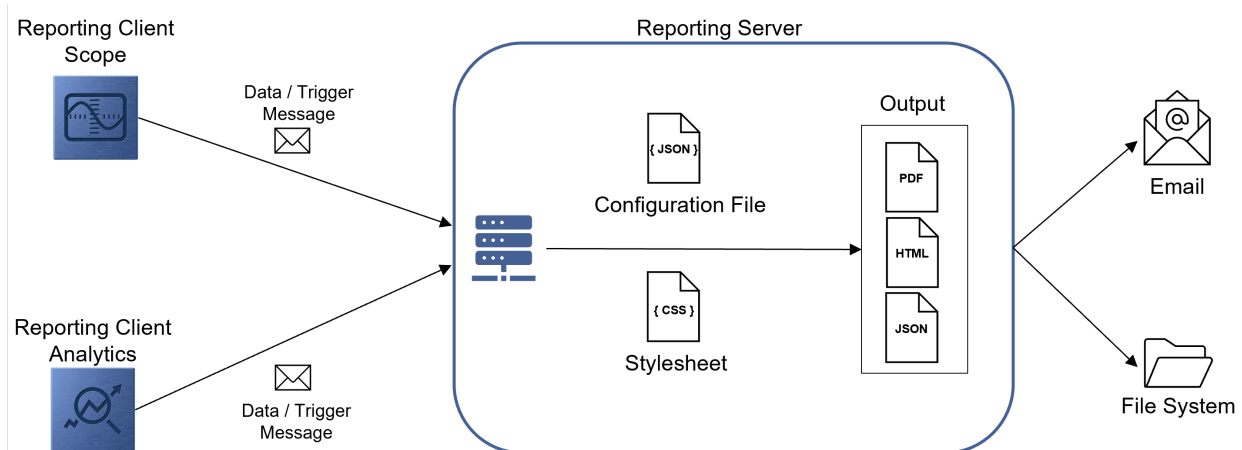 Reporting Client
Scope
Data / Trigger
Message
Reporting Server
{ JSON }
Configuration File
{ CSS }
Stylesheet
Output
PDF
HTML
JSON
@
Email
File System
Reporting Client
Analytics
Data / Trigger
Message